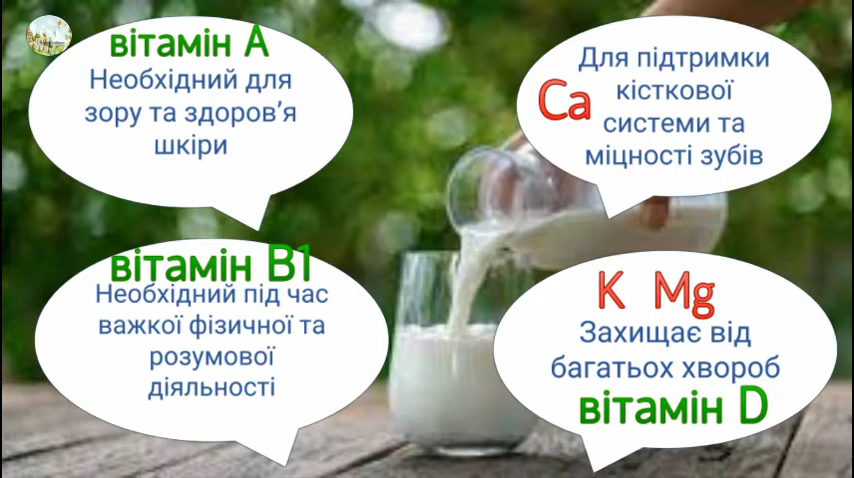 вітамін А
Необхідний для
зору та здоров’я
шкіри
Для підтримки
Ca
кісткової
системи та
міцності зубів
вітамін В1
Необхідний під час
важкої фізичної та
розумової
діяльності
K Mg
Захищає від
багатьох хвороб
вітамін D